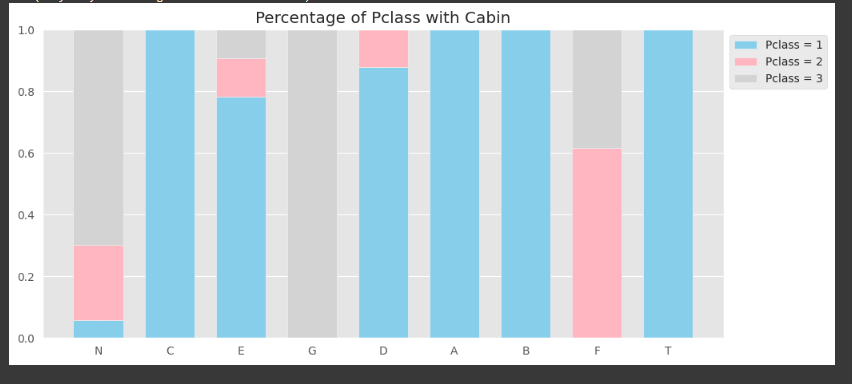 Percentage of Pclass with Cabin
1.0
0.8
0.6
0.4
0.2
0.0
N C E G D A B F T
Pclass = 1
Pclass = 2
Pclass = 3